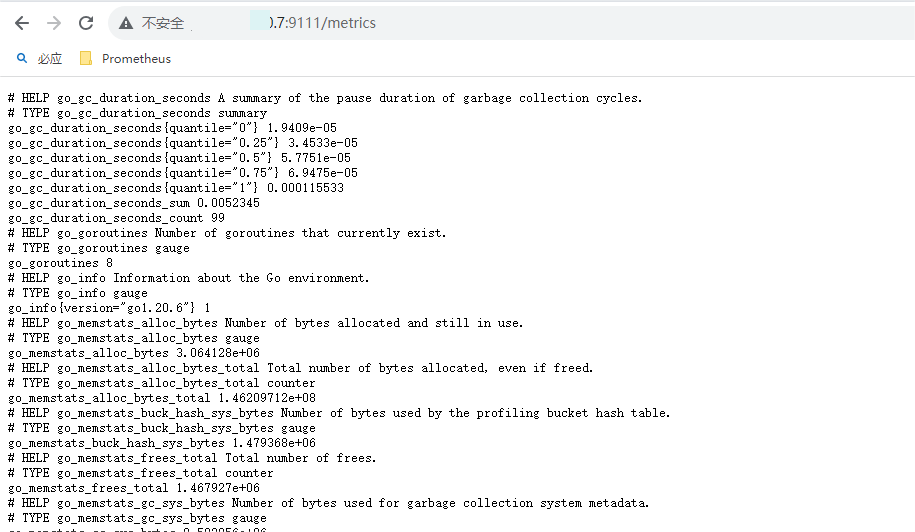 不安全 0.7:9111/metrics
必应 Prometheus
# HELP go_gc_duration_seconds A summary of the pause duration of garbage collection cycles.
# TYPE go_gc_duration_seconds summary
go_gc_duration_seconds{quantile="0"} 1.9409e-05
go_gc_duration_seconds{quantile="0.25"} 3.4533e-05
go_gc_duration_seconds{quantile="0.5"} 5.7751e-05
go_gc_duration_seconds{quantile="0.75"} 6.9475e-05
go_gc_duration_seconds{quantile="1"} 0.000115533
go_gc_duration_seconds_sum 0.0052345
go_gc_duration_seconds_count 99
# HELP go_goroutines Number of goroutines that currently exist.
# TYPE go_goroutines gauge
go_goroutines 8
# HELP go_info Information about the Go environment.
# TYPE go_info gauge
go_info{version="go1.20.6"} 1
# HELP go_memstats_alloc_bytes Number of bytes allocated and still in use.
# TYPE go_memstats_alloc_bytes gauge
go_memstats_alloc_bytes 3.064128e+06
# HELP go_memstats_alloc_bytes_total Total number of bytes allocated, even if freed.
# TYPE go_memstats_alloc_bytes_total counter
go_memstats_alloc_bytes_total 1.46209712e+08
# HELP go_memstats_buck_hash_sys_bytes Number of bytes used by the profiling bucket hash table.
# TYPE go_memstats_buck_hash_sys_bytes gauge
go_memstats_buck_hash_sys_bytes 1.479368e+06
# HELP go_memstats_frees_total Total number of frees.
# TYPE go_memstats_frees_total counter
go_memstats_frees_total 1.467927e+06
# HELP go_memstats_gc_sys_bytes Number of bytes used for garbage collection system metadata.
# TYPE go_memstats_gc_sys_bytes gauge